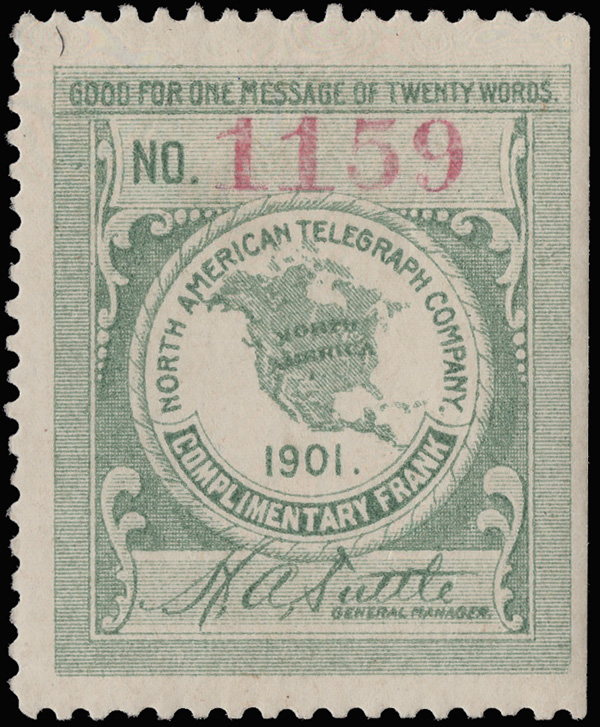 GOOD FOR ONE MESSAGE OF TWENTY WORDS.
NO. 1159
NORTH AMERICAN TELEGRAPH COMPANY.
NORTH
AMERICA
1901.
COMPLIMENTARY FRANK
H. A. Tuttle
GENERAL MANAGER.